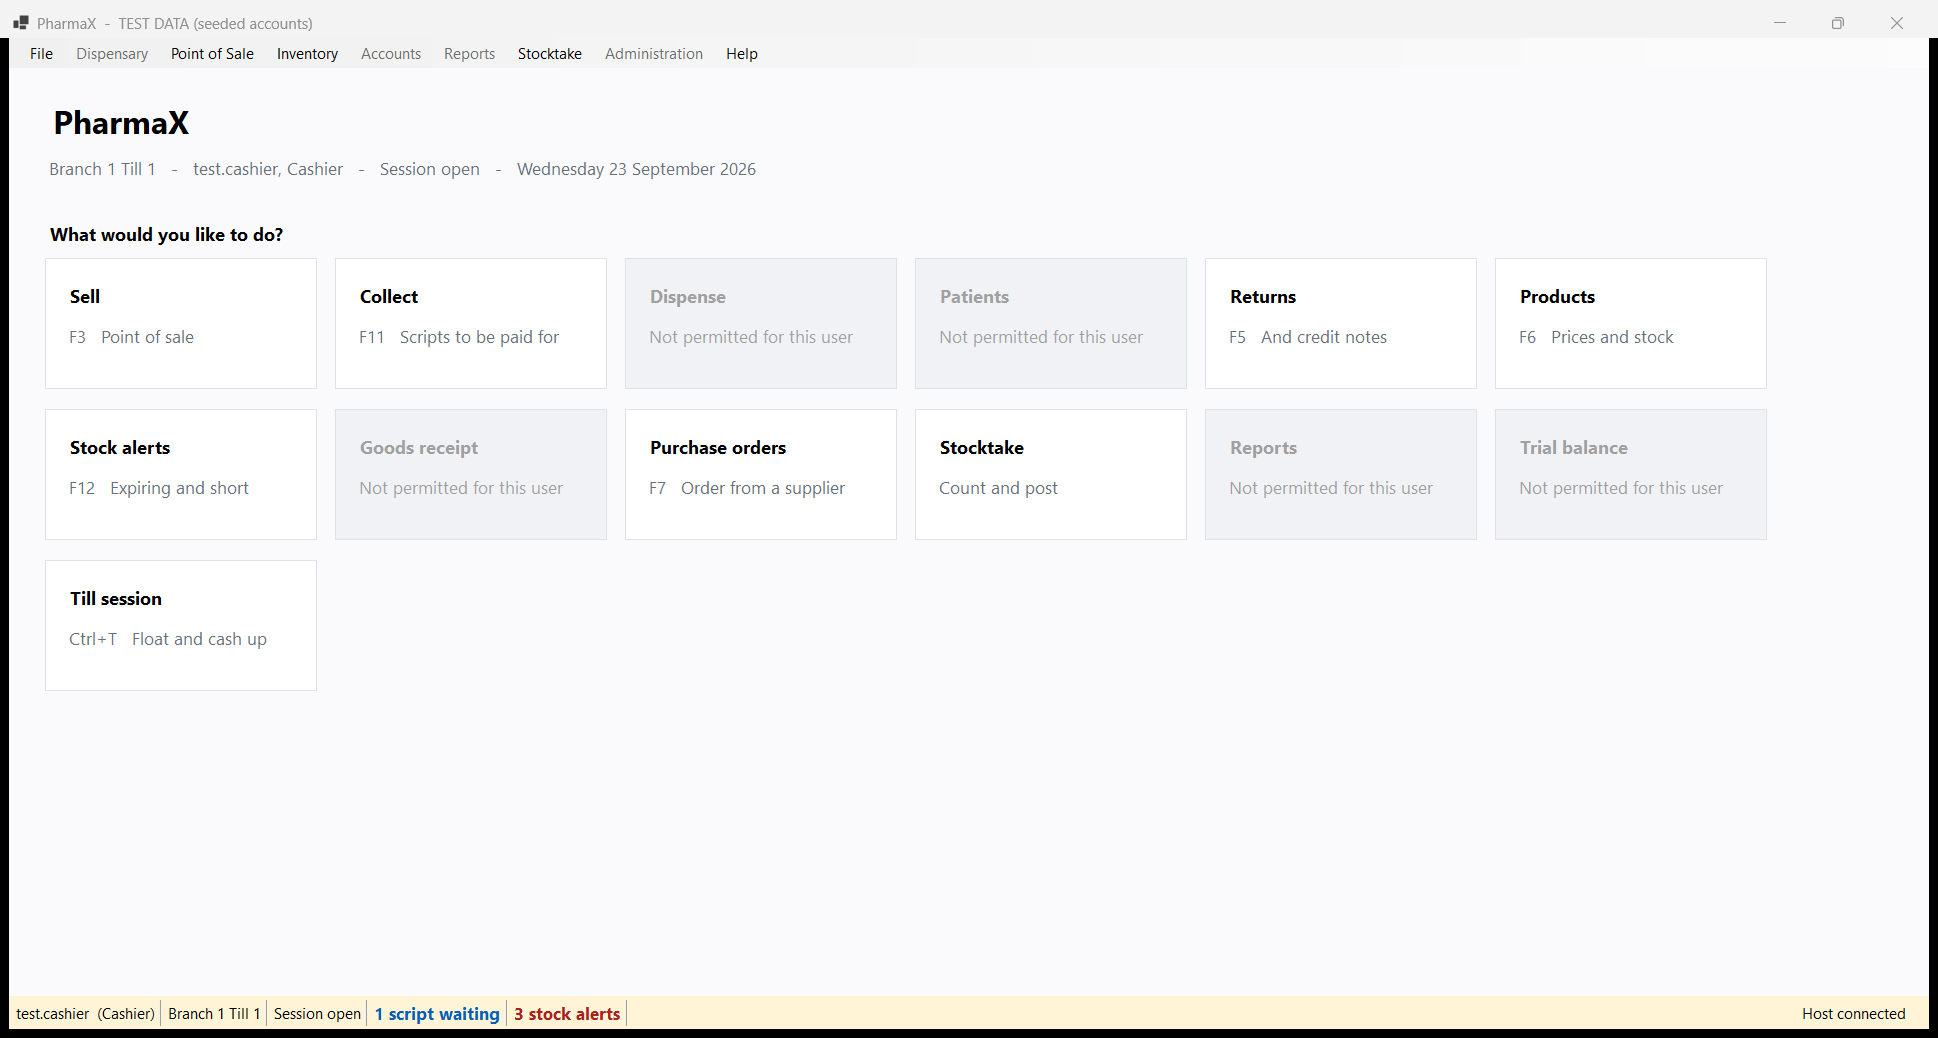 PharmaX - TEST DATA (seeded accounts)
File Dispensary Point of Sale Inventory Accounts Reports Stocktake Administration Help
PharmaX
Branch 1 Till 1 - test.cashier, Cashier - Session open - Wednesday 23 September 2026
What would you like to do?
Sell
F3 Point of sale
Collect
F11 Scripts to be paid for
Dispense
Not permitted for this user
Patients
Not permitted for this user
Returns
F5 And credit notes
Products
F6 Prices and stock
Stock alerts
F12 Expiring and short
Goods receipt
Not permitted for this user
Purchase orders
F7 Order from a supplier
Stocktake
Count and post
Reports
Not permitted for this user
Trial balance
Not permitted for this user
Till session
Ctrl+T Float and cash up
test.cashier (Cashier) Branch 1 Till 1 Session open 1 script waiting 3 stock alerts Host connected